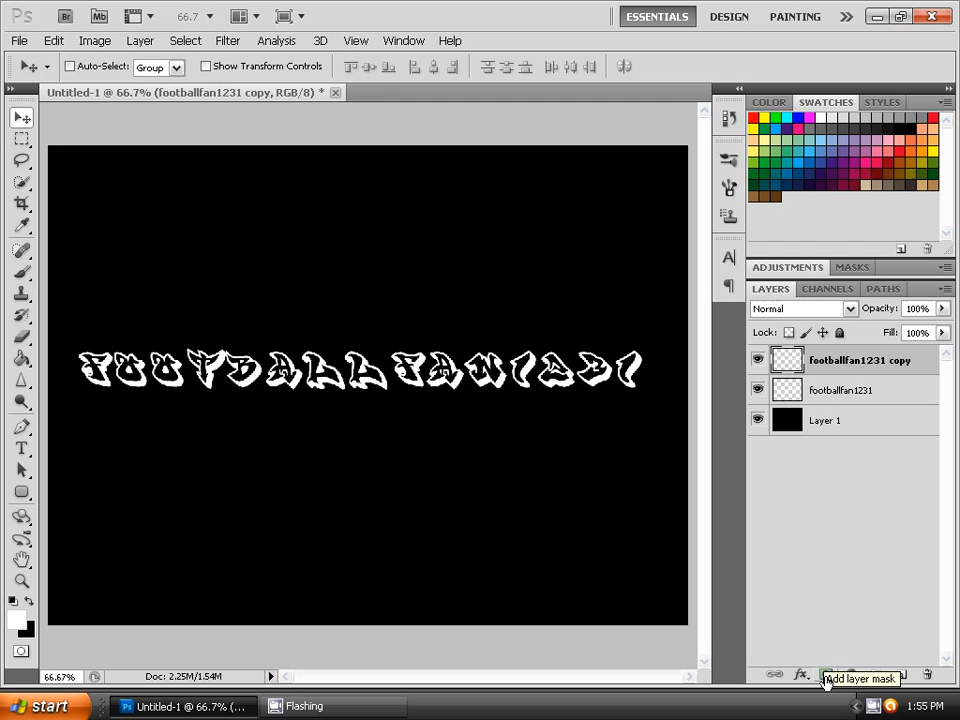 Ps Br Mb 66.7 ESSENTIALS DESIGN PAINTING
File Edit Image Layer Select Filter Analysis 3D View Window Help
Auto-Select: Group Show Transform Controls
Untitled-1 @ 66.7% (footballfan1231 copy, RGB/8) *
COLOR SWATCHES STYLES
ADJUSTMENTS MASKS
LAYERS CHANNELS PATHS
Normal Opacity: 100%
Lock: Fill: 100%
footballfan1231 copy
footballfan1231
Layer 1
FOOTBALLFAN1231
66.67% Doc: 2.25M/1.54M
Add layer mask
start Untitled-1 @ 66.7% (... Flashing 1:55 PM